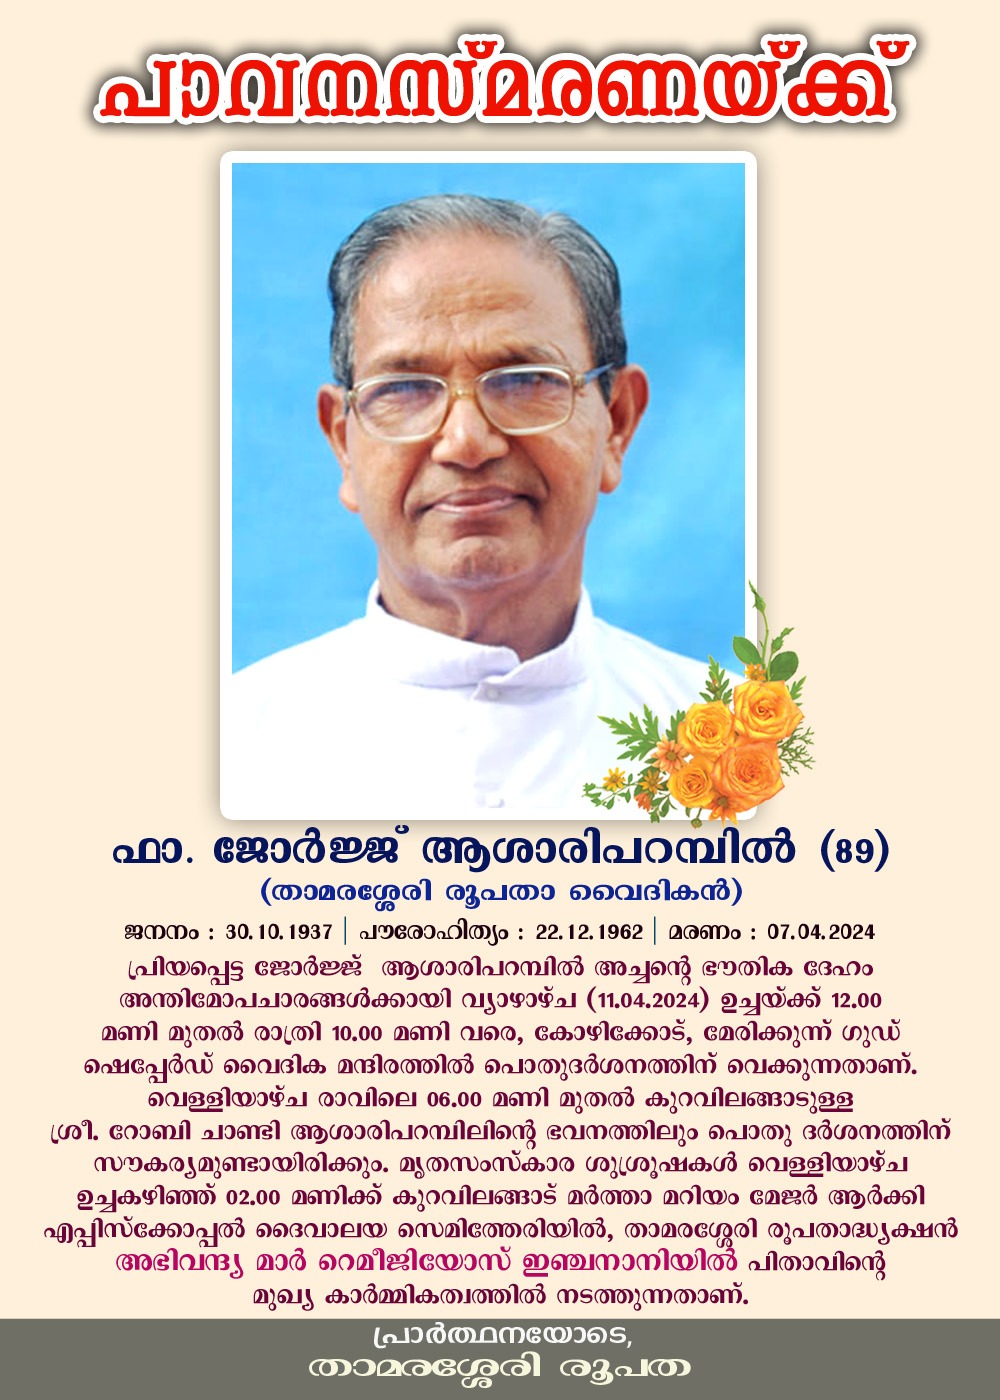 പാവനസ്മരണയ്ക്ക്
ഫാ. ജോർജ്ജ് ആശാരിപറമ്പിൽ (89)
(താമരശ്ശേരി രൂപതാ വൈദികൻ)
ജനനം : 30.10.1937 | പൗരോഹിത്യം : 22.12.1962 | മരണം : 07.04.2024
പ്രിയപ്പെട്ട ജോർജ്ജ് ആശാരിപറമ്പിൽ അച്ചന്റെ ഭൗതിക ദേഹം
അന്തിമോപചാരങ്ങൾക്കായി വ്യാഴാഴ്ച (11.04.2024) ഉച്ചയ്ക്ക് 12.00
മണി മുതൽ രാത്രി 10.00 മണി വരെ, കോഴിക്കോട്, മേരിക്കുന്ന് ഗുഡ്
ഷെപ്പേർഡ് വൈദിക മന്ദിരത്തിൽ പൊതുദർശനത്തിന് വെക്കുന്നതാണ്.
വെള്ളിയാഴ്ച രാവിലെ 06.00 മണി മുതൽ കുറവിലങ്ങാടുള്ള
ശ്രീ. റോബി ചാണ്ടി ആശാരിപറമ്പിലിന്റെ ഭവനത്തിലും പൊതു ദർശനത്തിന്
സൗകര്യമുണ്ടായിരിക്കും. മൃതസംസ്കാര ശുശ്രൂഷകൾ വെള്ളിയാഴ്ച
ഉച്ചകഴിഞ്ഞ് 02.00 മണിക്ക് കുറവിലങ്ങാട് മർത്താ മറിയം മേജർ ആർക്കി
എപ്പിസ്ക്കോപ്പൽ ദൈവാലയ സെമിത്തേരിയിൽ, താമരശ്ശേരി രൂപതാദ്ധ്യക്ഷൻ
അഭിവന്ദ്യ മാർ റെമീജിയോസ് ഇഞ്ചനാനിയിൽ പിതാവിന്റെ
മുഖ്യ കാർമ്മികത്വത്തിൽ നടത്തുന്നതാണ്.
പ്രാർത്ഥനയോടെ,
താമരശ്ശേരി രൂപത